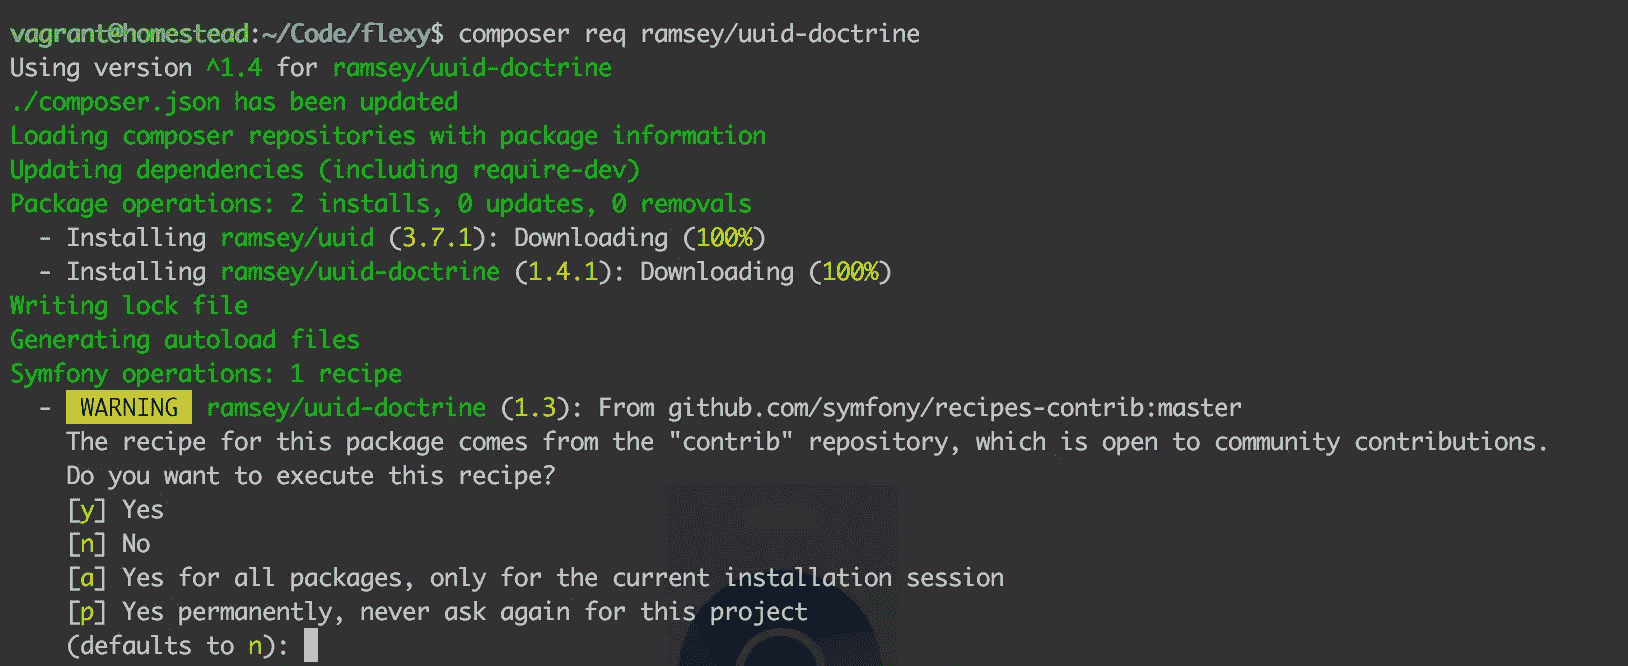 vagrant@homestead:~/Code/flexy$ composer req ramsey/uuid-doctrine
Using version ^1.4 for ramsey/uuid-doctrine
./composer.json has been updated
Loading composer repositories with package information
Updating dependencies (including require-dev)
Package operations: 2 installs, 0 updates, 0 removals
  - Installing ramsey/uuid (3.7.1): Downloading (100%)
  - Installing ramsey/uuid-doctrine (1.4.1): Downloading (100%)
Writing lock file
Generating autoload files
Symfony operations: 1 recipe
  - WARNING ramsey/uuid-doctrine (1.3): From github.com/symfony/recipes-contrib:master
    The recipe for this package comes from the "contrib" repository, which is open to community contributions.
    Do you want to execute this recipe?
    [y] Yes
    [n] No
    [a] Yes for all packages, only for the current installation session
    [p] Yes permanently, never ask again for this project
    (defaults to n):